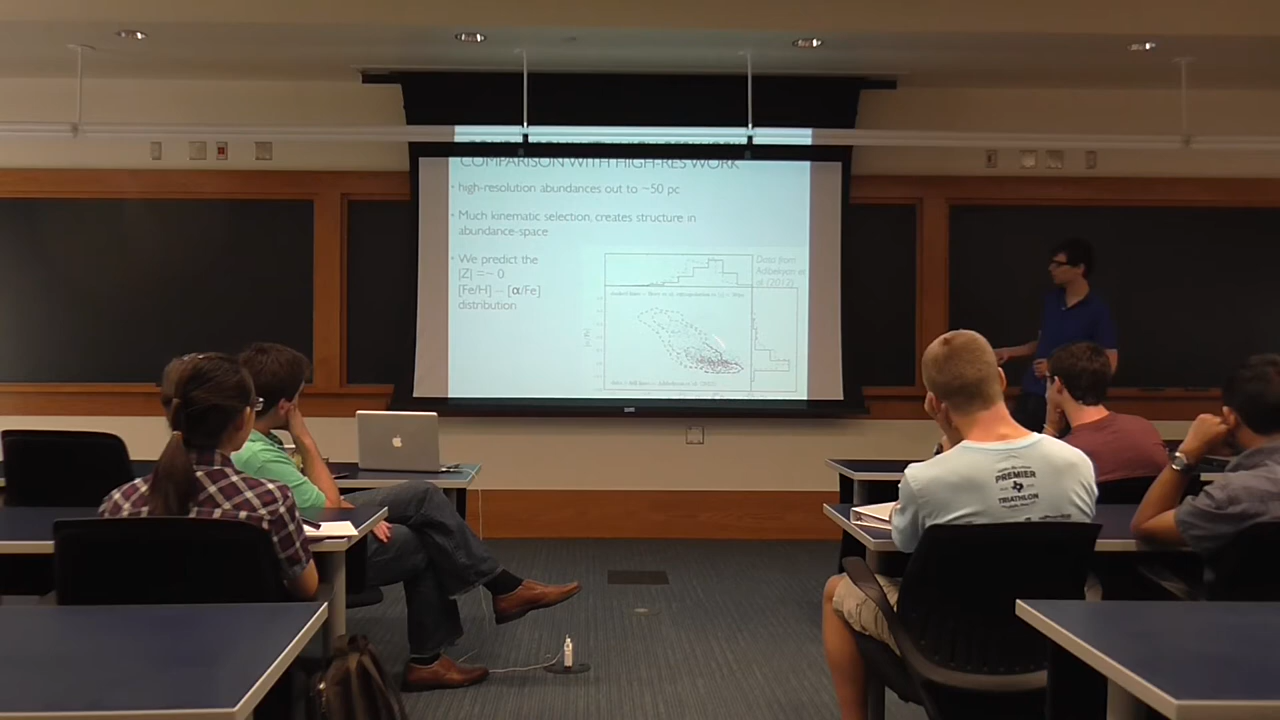 COMPARISON WITH HIGH-RES WORK
• high-resolution abundances out to ~50 pc
• Much kinematic selection, creates structure in
abundance-space
• We predict the
|Z| = ~ 0
[Fe/H] – [α/Fe]
distribution
Data from
Adibekyan et
al (2012)
PREMIER
TRIATHLON